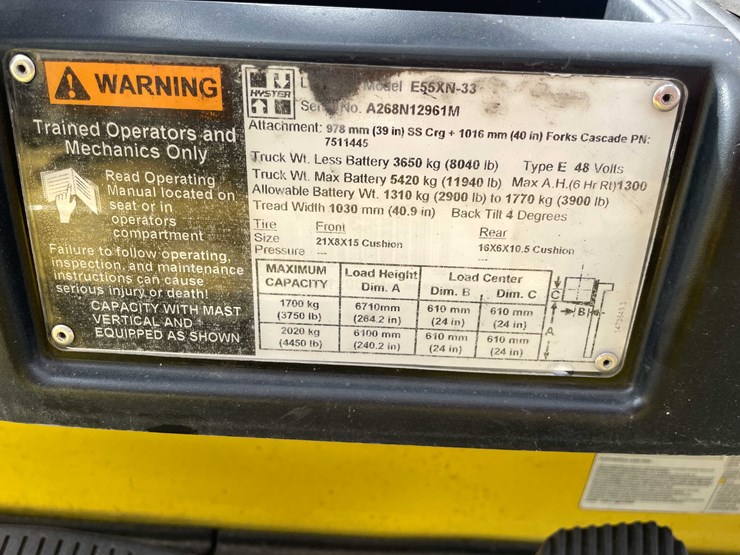 WARNING
Trained Operators and
Mechanics Only
Read Operating
Manual located on
seat or in
operators
compartment
Failure to follow operating,
inspection, and maintenance
instructions can cause
serious injury or death!
CAPACITY WITH MAST
VERTICAL AND
EQUIPPED AS SHOWN
HYSTER
Model E55XN-33
No. A268N12961M
Attachment: 978 mm (39 in) SS Crg + 1016 mm (40 in) Forks Cascade PN:
7511445
Truck Wt. Less Battery 3650 kg (8040 lb) Type E 48 Volts
Truck Wt. Max Battery 5420 kg (11940 lb) Max A.H.(6 Hr Rt)1300
Allowable Battery Wt. 1310 kg (2900 lb) to 1770 kg (3900 lb)
Tread Width 1030 mm (40.9 in) Back Tilt 4 Degrees
Tire Front Rear
Size 21X8X15 Cushion 16X6X10.5 Cushion
Pressure -- --
MAXIMUM CAPACITY Load Height Dim. A Load Center Dim. B Dim. C
1700 kg (3750 lb) 6710mm (264.2 in) 610 mm (24 in) 610 mm (24 in)
2020 kg (4450 lb) 6100 mm (240.2 in) 610 mm (24 in) 610 mm (24 in)
C
B
A